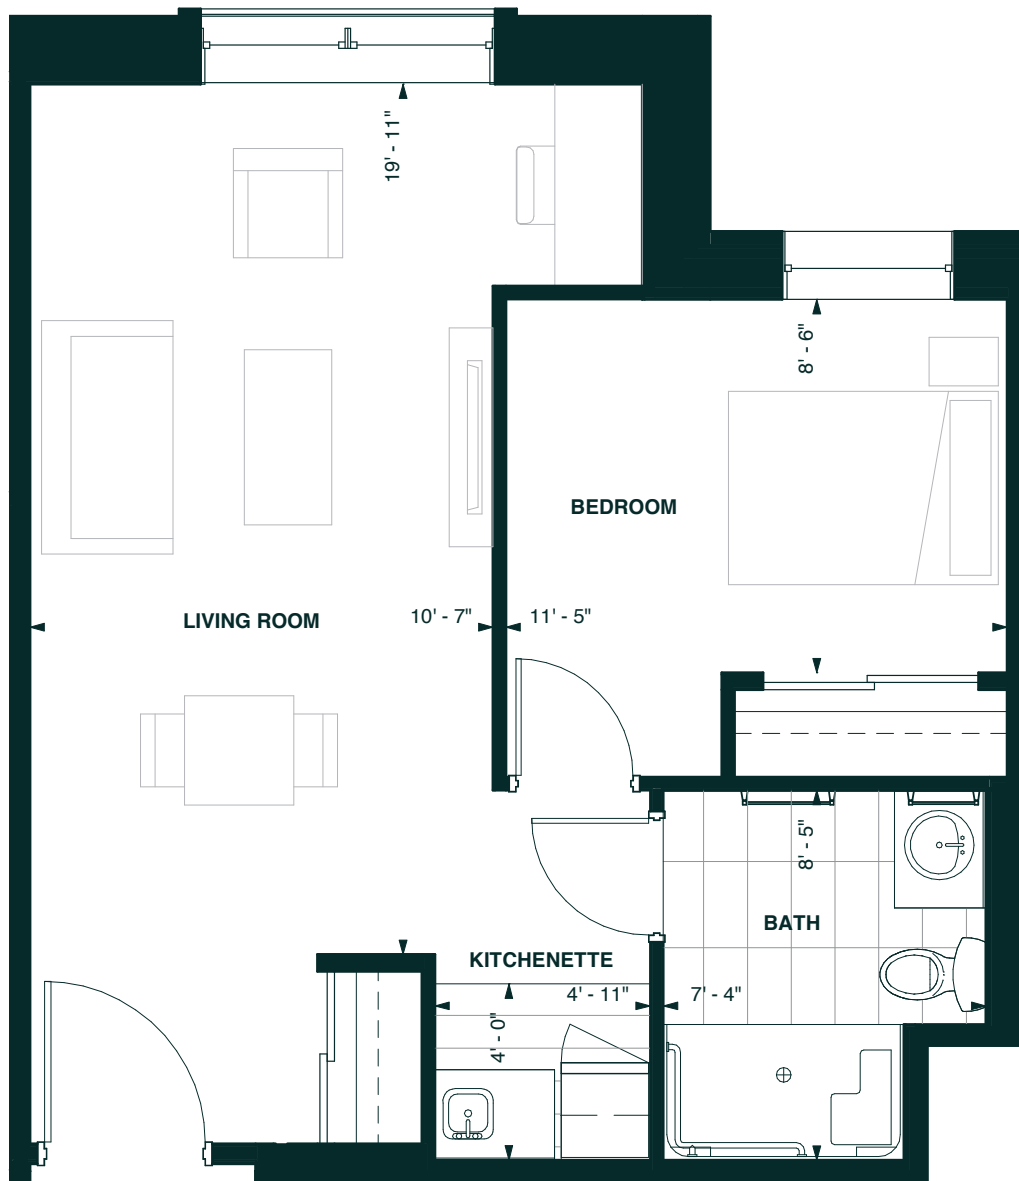 19' - 11"
8' - 6"
BEDROOM
LIVING ROOM
10' - 7"
11' - 5"
8' - 5"
BATH
KITCHENETTE
4' - 11"
7' - 4"
4' - 0"